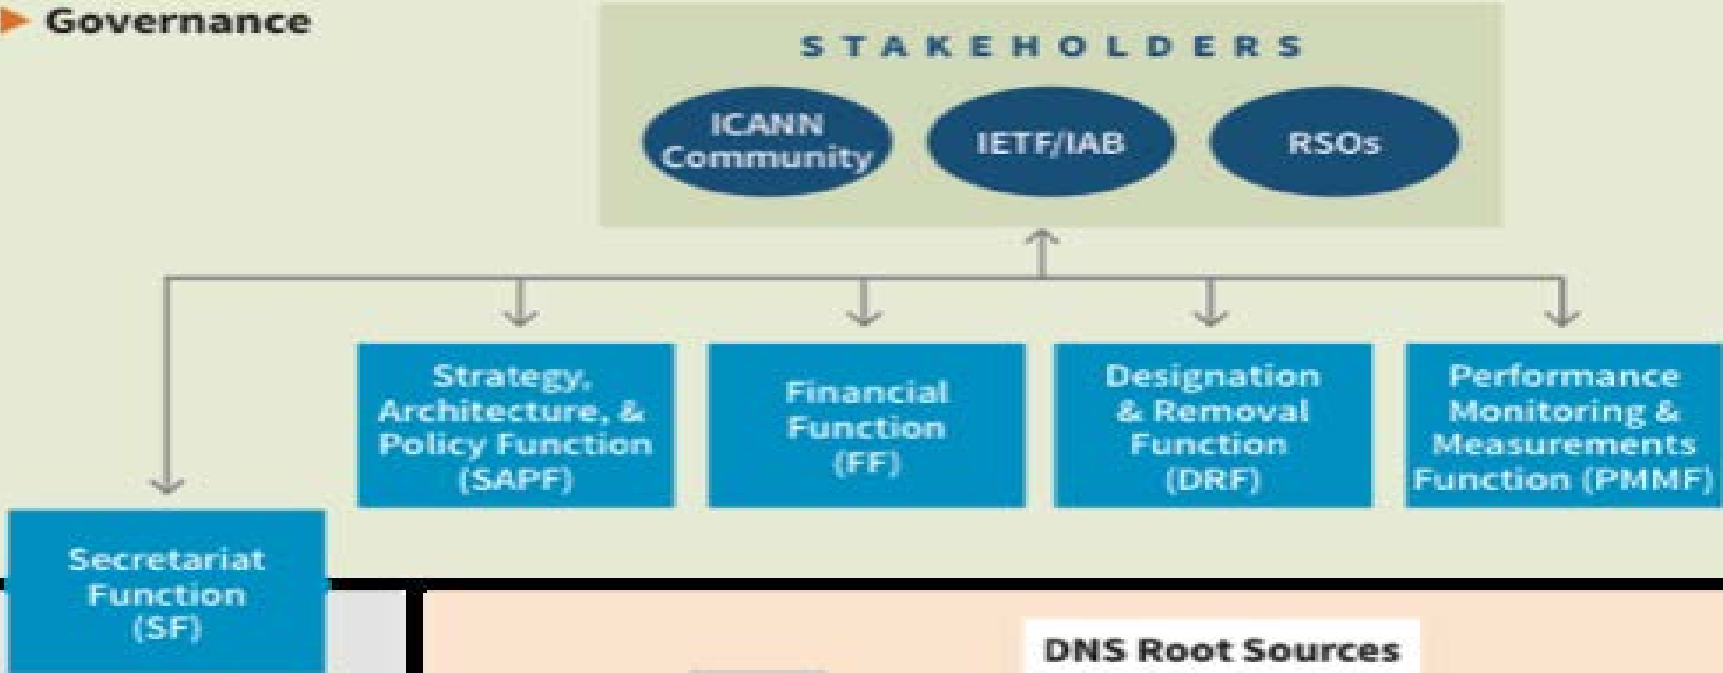 Governance
STAKEHOLDERS
ICANN
Community
IETF/IAB
RSOs
Strategy,
Architecture, &
Policy Function
(SAPF)
Financial
Function
(FF)
Designation
& Removal
Function
(DRF)
Performance
Monitoring &
Measurements
Function (PMMF)
Secretariat
Function
(SF)
DNS Root Sources